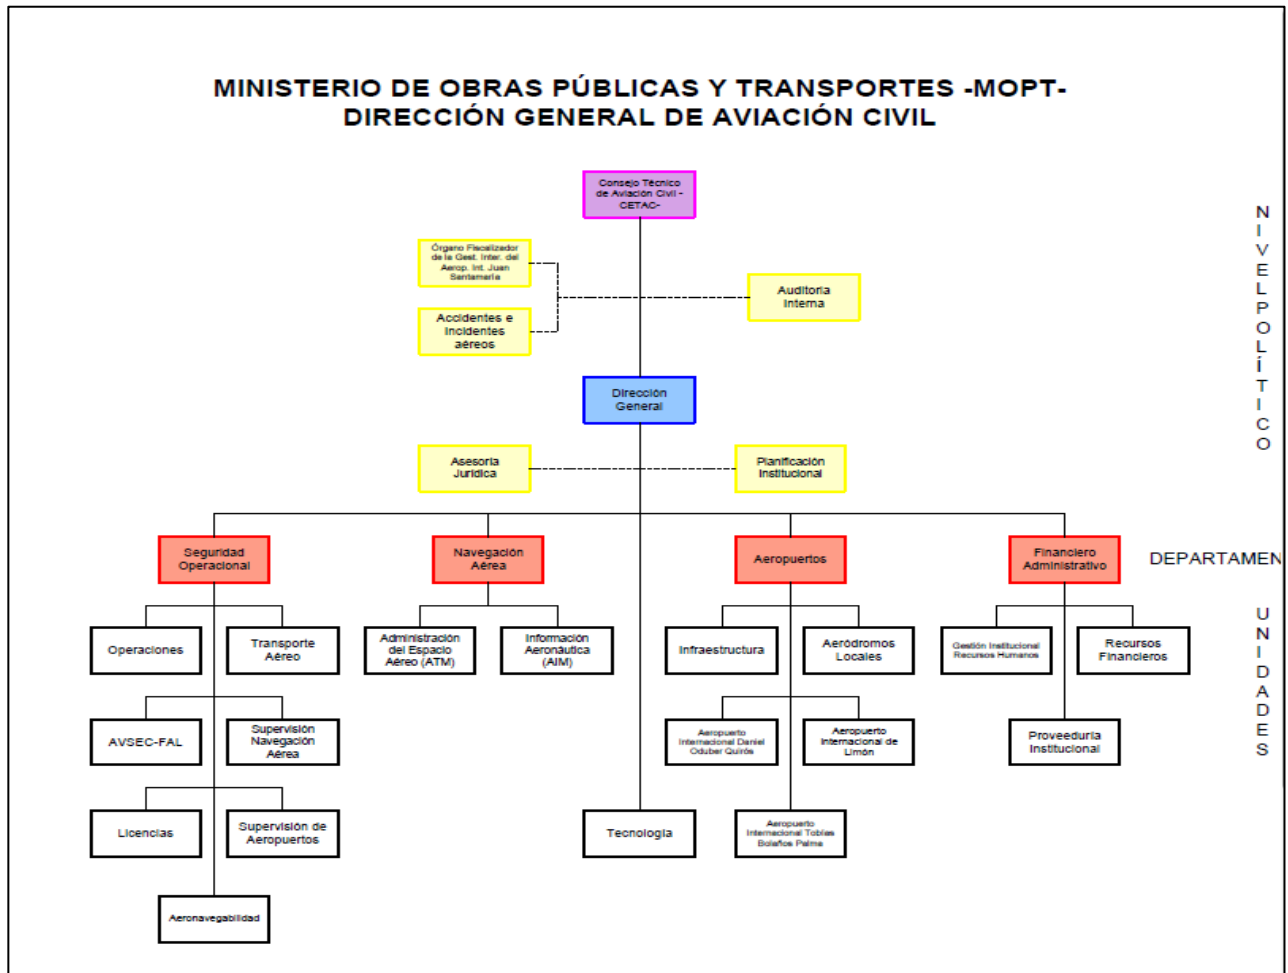 MINISTERIO DE OBRAS PÚBLICAS Y TRANSPORTES -MOPT-
DIRECCIÓN GENERAL DE AVIACIÓN CIVIL
Consejo Técnico
de Aviación Civil -
CETAC-
Órgano Fiscalizador
de la Gest. Inter. del
Aerop. Int. Juan
Santamaría
Auditoria
Interna
Accidentes e
Incidentes
aéreos
Dirección
General
Asesoría
Jurídica
Planificación
Institucional
NIVEL POLÍTICO
Seguridad
Operacional
Navegación
Aérea
Aeropuertos
Financiero
Administrativo
DEPARTAMEN
Operaciones
Transporte
Aéreo
Administración
del Espacio
Aéreo (ATM)
Información
Aeronáutica
(AIM)
Infraestructura
Aeródromos
Locales
Gestión Institucional
Recursos Humanos
Recursos
Financieros
UNIDADES
AVSEC-FAL
Supervisión
Navegación
Aérea
Aeropuerto
Internacional Daniel
Oduber Quirós
Aeropuerto
Internacional de
Limón
Proveeduría
Institucional
Licencias
Supervisión de
Aeropuertos
Tecnología
Aeropuerto
Internacional Tobías
Bolaños Palma
Aeronavegabilidad